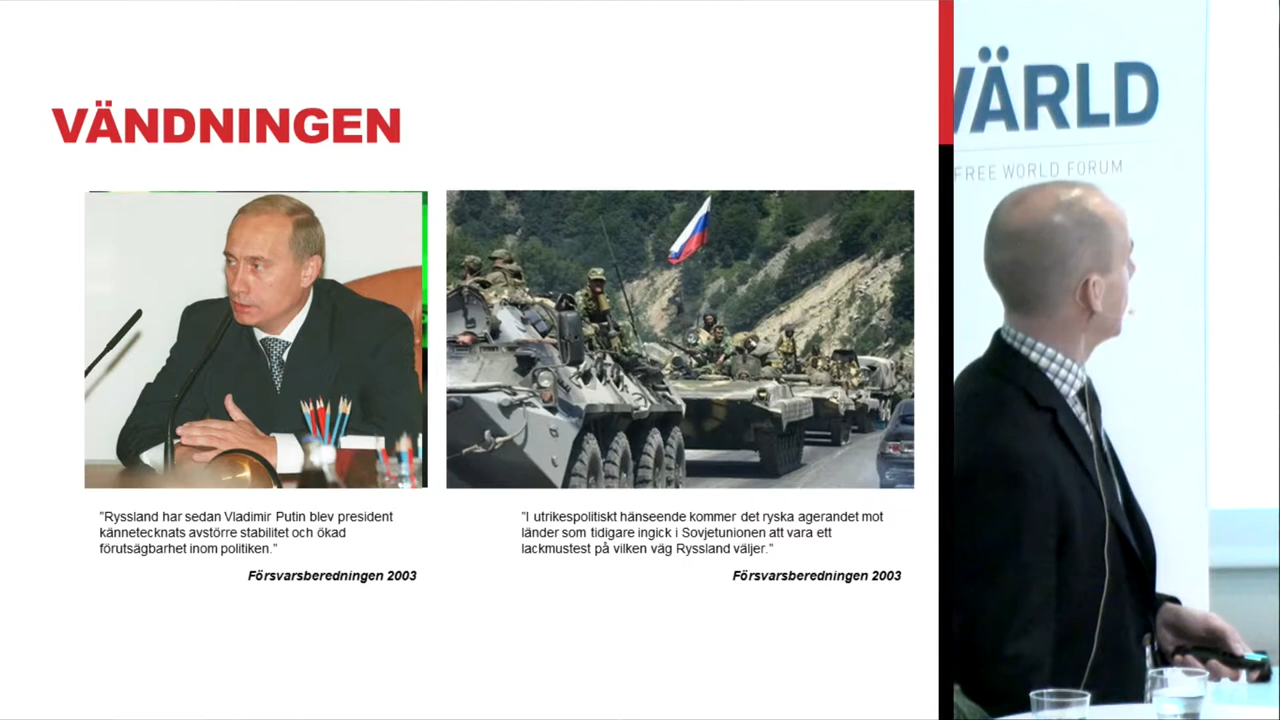 VÄNDNINGEN
"Ryssland har sedan Vladimir Putin blev president
kännetecknats avstörre stabilitet och ökad
förutsägbarhet inom politiken."
Försvarsberedningen 2003
"I utrikespolitiskt hänseende kommer det ryska agerandet mot
länder som tidigare ingick i Sovjetunionen att vara ett
lackmustest på vilken väg Ryssland väljer."
Försvarsberedningen 2003
VÄRLD
FREE WORLD FORUM